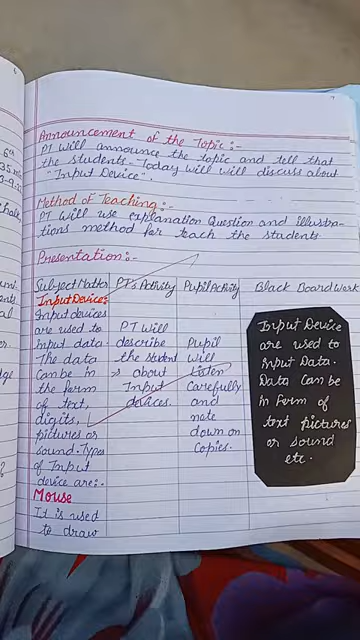 Announcement of the Topic:-
PT will announce the topic and tell that
the students - Today will will discuss about
"Input Device".
Method of Teaching:-
PT will use explanation Question and illustra-
tions method for teach the students
Presentation:-
Subject Matter PT's Activity Pupil Activity Black Board Work
Input Device:
Input devices
are used to
input data.
The data
can be in
the form
of text,
digits,
pictures or
sound. Types
of Input
device are:-
Mouse
It is used
to draw
PT will
describe
the student
about
Input
devices.
Pupil
will
Listen
Carefully
and
note
down on
Copies.
Input Device
are used to
Input Data.
Data can be
in Form of
text pictures
or sound
etc.